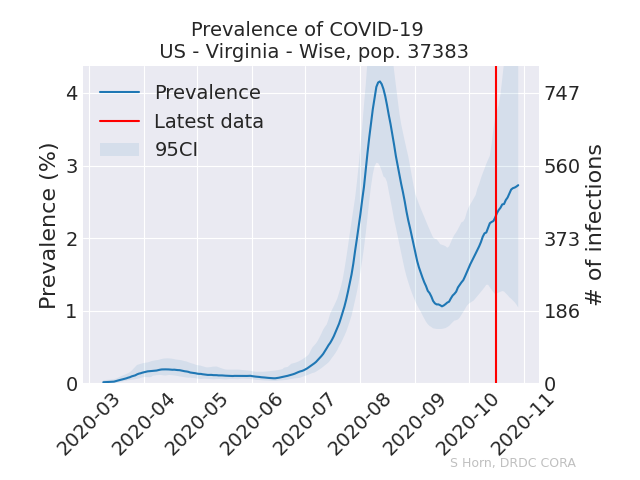 Prevalence of COVID-19
US - Virginia - Wise, pop. 37383
Prevalence
Latest data
95CI
Prevalence (%)
4
3
2
1
0
747
560
373
186
0
# of infections
2020-03
2020-04
2020-05
2020-06
2020-07
2020-08
2020-09
2020-10
2020-11
S Horn, DRDC CORA